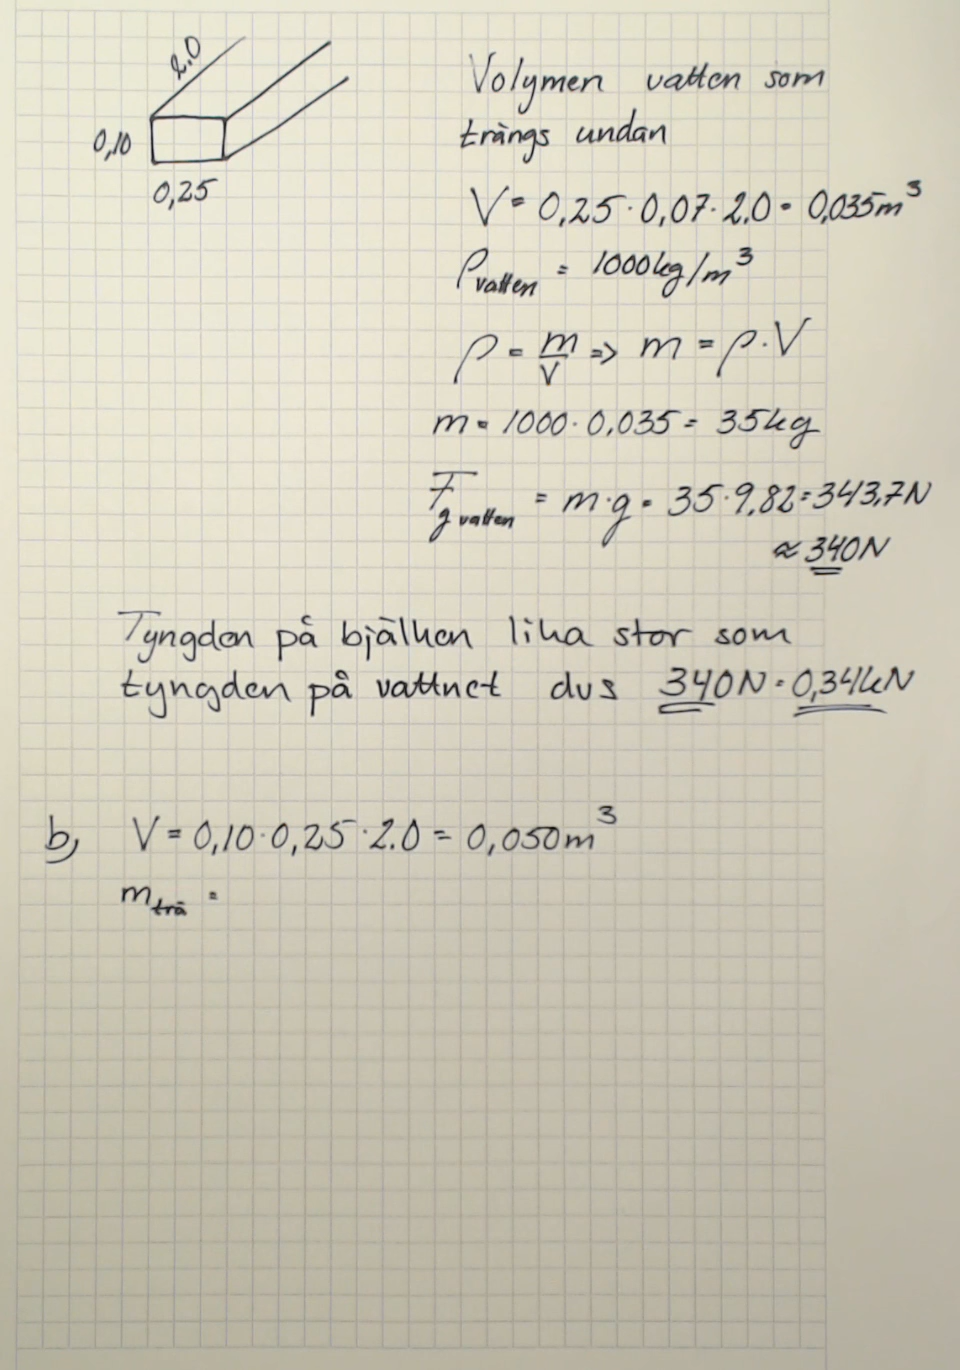 2.0
0,10
0,25
Volymen vatten som
trängs undan
V = 0,25 · 0,07 · 2.0 = 0,035 m³
ρvatten = 1000 kg/m³
ρ = m/V => m = ρ · V
m = 1000 · 0,035 = 35 kg
Fg vatten = m · g = 35 · 9,82 = 343,7 N
≈ 340 N
Tyngden på bjälken lika stor som
tyngden på vattnet dvs 340 N = 0,34 kN
b) V = 0,10 · 0,25 · 2.0 = 0,050 m³
mträ =